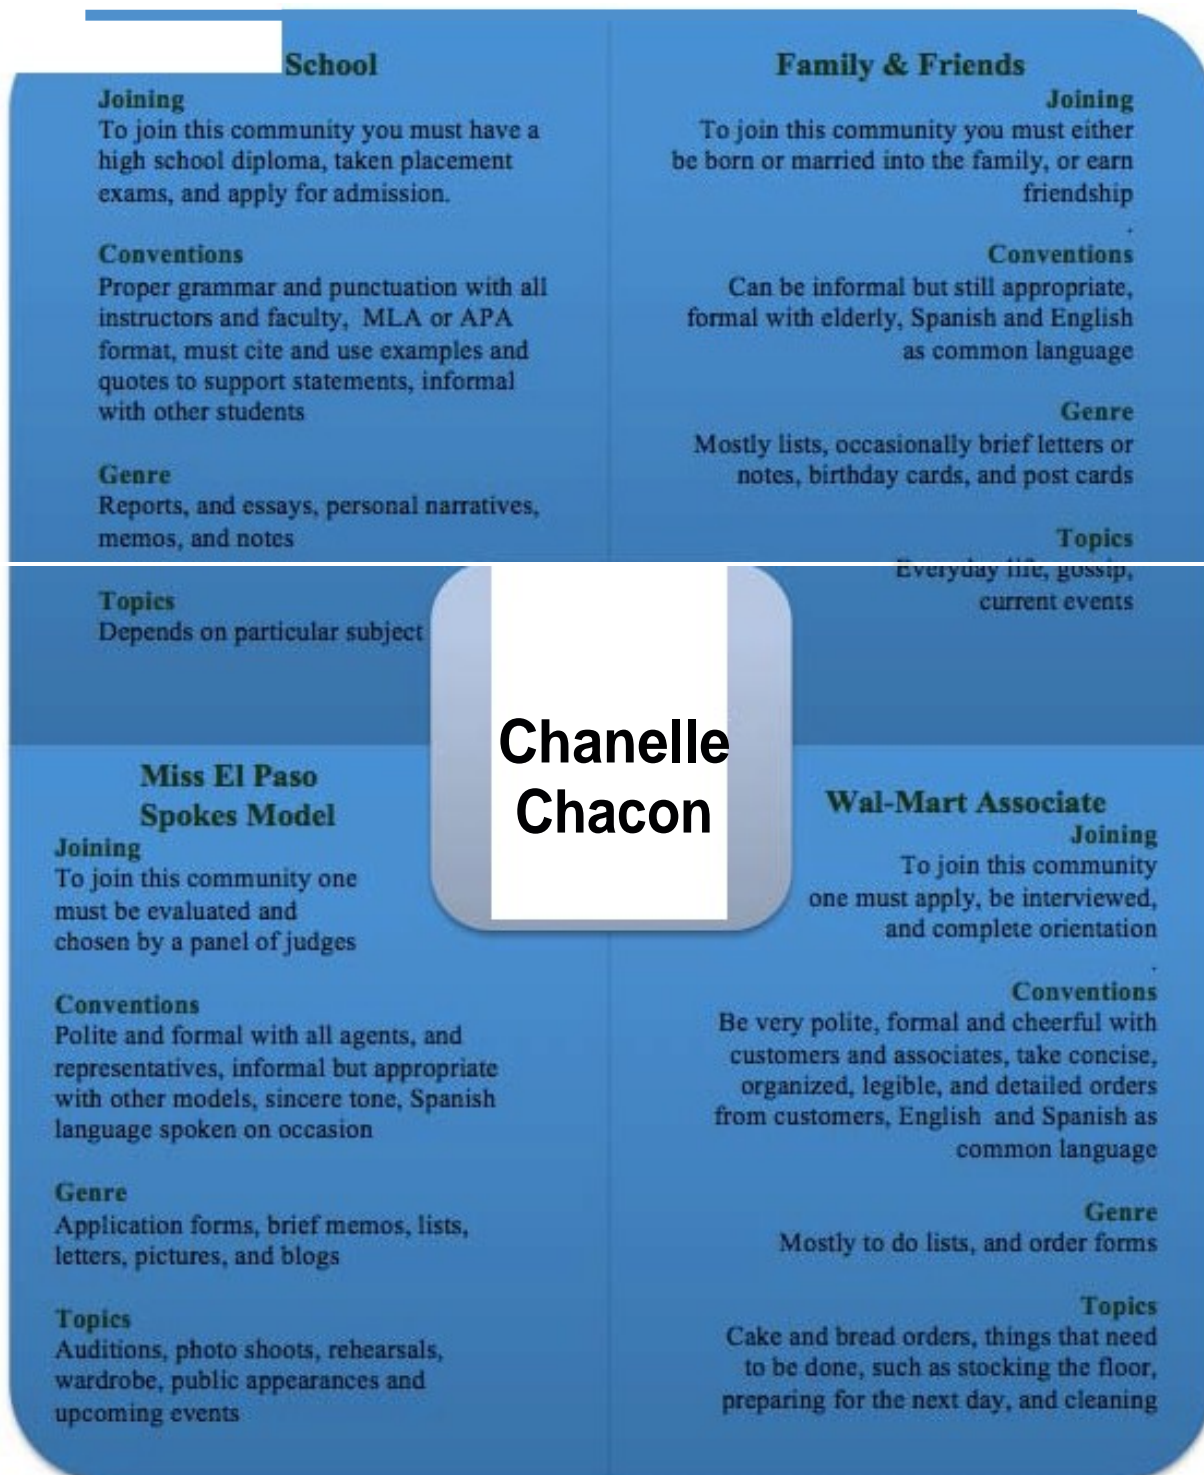 School
Joining
To join this community you must have a
high school diploma, taken placement
exams, and apply for admission.
Conventions
Proper grammar and punctuation with all
instructors and faculty,  MLA or APA
format, must cite and use examples and
quotes to support statements, informal
with other students
Genre
Reports, and essays, personal narratives,
memos, and notes
Topics
Depends on particular subject
Family & Friends
Joining
To join this community you must either
be born or married into the family, or earn
friendship
.
Conventions
Can be informal but still appropriate,
formal with elderly, Spanish and English
as common language
Genre
Mostly lists, occasionally brief letters or
notes, birthday cards, and post cards
Topics
Everyday life, gossip,
current events
Chanelle
Chacon
Miss El Paso
Spokes Model
Joining
To join this community one
must be evaluated and
chosen by a panel of judges
Conventions
Polite and formal with all agents, and
representatives, informal but appropriate
with other models, sincere tone, Spanish
language spoken on occasion
Genre
Application forms, brief memos, lists,
letters, pictures, and blogs
Topics
Auditions, photo shoots, rehearsals,
wardrobe, public appearances and
upcoming events
Wal-Mart Associate
Joining
To join this community
one must apply, be interviewed,
and complete orientation
.
Conventions
Be very polite, formal and cheerful with
customers and associates, take concise,
organized, legible, and detailed orders
from customers, English  and Spanish as
common language
Genre
Mostly to do lists, and order forms
Topics
Cake and bread orders, things that need
to be done, such as stocking the floor,
preparing for the next day, and cleaning